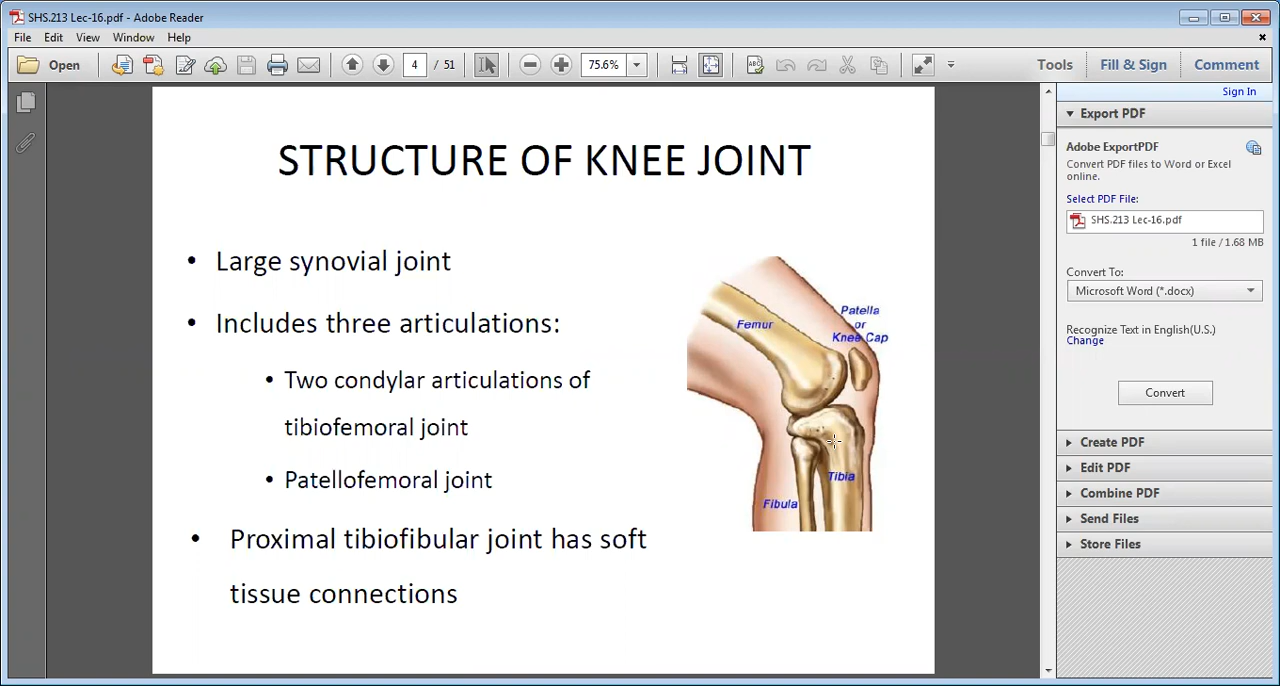 SHS.213 Lec-16.pdf - Adobe Reader
File Edit View Window Help
Open 4 / 51 75.6% Tools Fill & Sign Comment
Sign In
Export PDF
Adobe ExportPDF
Convert PDF files to Word or Excel
online.
Select PDF File:
SHS.213 Lec-16.pdf
1 file / 1.68 MB
Convert To:
Microsoft Word (*.docx)
Recognize Text in English(U.S.)
Change
Convert
Create PDF
Edit PDF
Combine PDF
Send Files
Store Files
STRUCTURE OF KNEE JOINT
• Large synovial joint
• Includes three articulations:
• Two condylar articulations of
tibiofemoral joint
• Patellofemoral joint
• Proximal tibiofibular joint has soft
tissue connections
Femur
Patella
or
Knee Cap
Tibia
Fibula